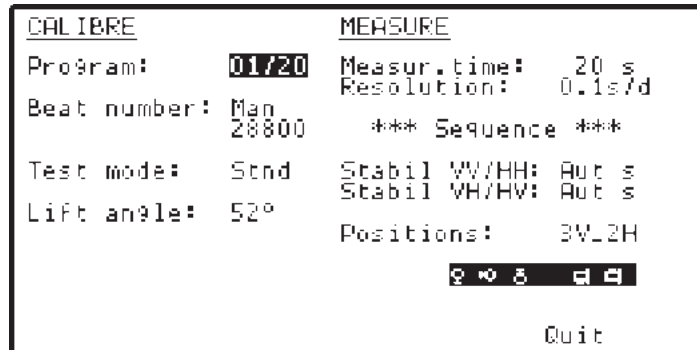 CALIBRE
Program: 01/20
Beat number: Man
28800
Test mode: Stnd
Lift angle: 52°
MEASURE
Measur.time: 20 s
Resolution: 0.1s/d
*** Sequence ***
Stabil VV/HH: Aut s
Stabil VH/HV: Aut s
Positions: 3V_2H
Quit